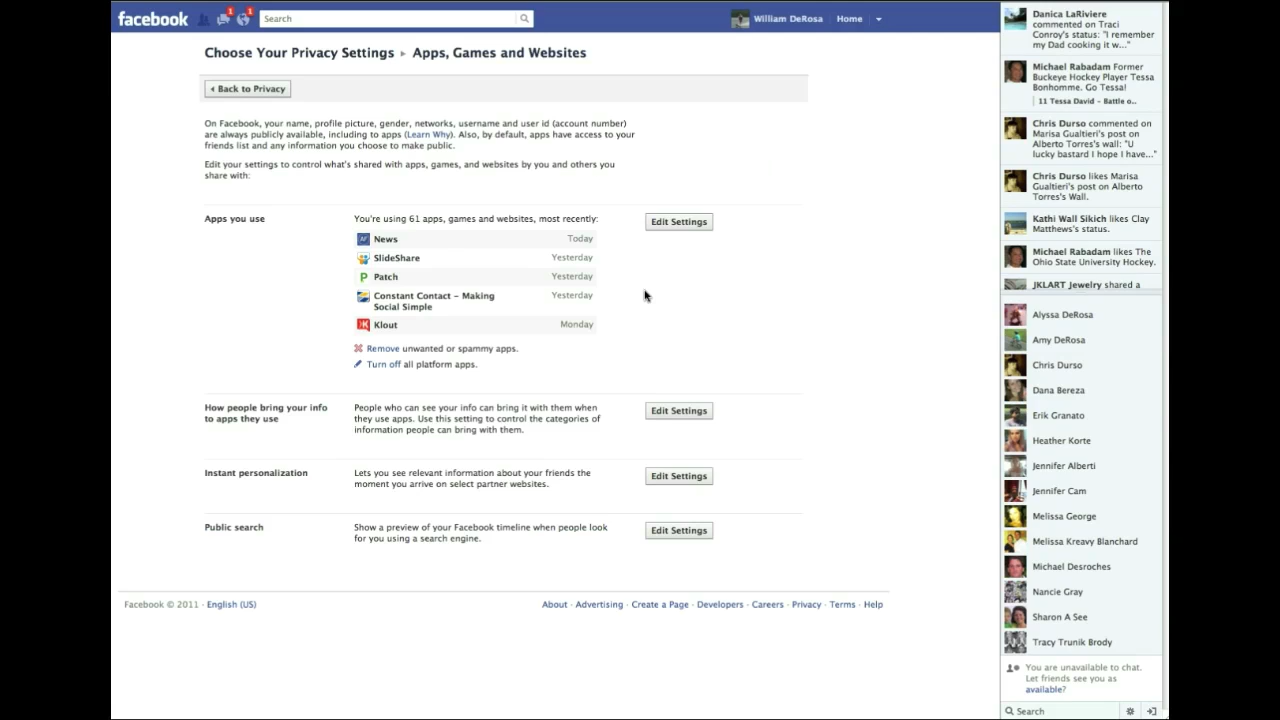 facebook
1
1
Search
William DeRosa
Home
Choose Your Privacy Settings ▸ Apps, Games and Websites
Back to Privacy
On Facebook, your name, profile picture, gender, networks, username and user id (account number)
are always publicly available, including to apps (Learn Why). Also, by default, apps have access to your
friends list and any information you choose to make public.
Edit your settings to control what's shared with apps, games, and websites by you and others you
share with:
Apps you use
You're using 61 apps, games and websites, most recently:
Edit Settings
News Today
SlideShare Yesterday
Patch Yesterday
Constant Contact – Making Yesterday
Social Simple
Klout Monday
Remove unwanted or spammy apps.
Turn off all platform apps.
How people bring your info
to apps they use
People who can see your info can bring it with them when
they use apps. Use this setting to control the categories of
information people can bring with them.
Edit Settings
Instant personalization
Lets you see relevant information about your friends the
moment you arrive on select partner websites.
Edit Settings
Public search
Show a preview of your Facebook timeline when people look
for you using a search engine.
Edit Settings
Facebook © 2011 · English (US)
About · Advertising · Create a Page · Developers · Careers · Privacy · Terms · Help
Danica LaRiviere
commented on Traci
Conroy's status: "I remember
my Dad cooking it w..."
Michael Rabadam Former
Buckeye Hockey Player Tessa
Bonhomme. Go Tessa!
11 Tessa David – Battle o..
Chris Durso commented on
Marisa Gualtieri's post on
Alberto Torres's wall: "U
lucky bastard I hope I have..."
Chris Durso likes Marisa
Gualtieri's post on Alberto
Torres's Wall.
Kathi Wall Sikich likes Clay
Matthews's status.
Michael Rabadam likes The
Ohio State University Hockey.
JKLART Jewelry shared a
Alyssa DeRosa
Amy DeRosa
Chris Durso
Dana Bereza
Erik Granato
Heather Korte
Jennifer Alberti
Jennifer Cam
Melissa George
Melissa Kreavy Blanchard
Michael Desroches
Nancie Gray
Sharon A See
Tracy Trunik Brody
You are unavailable to chat.
Let friends see you as
available?
Search